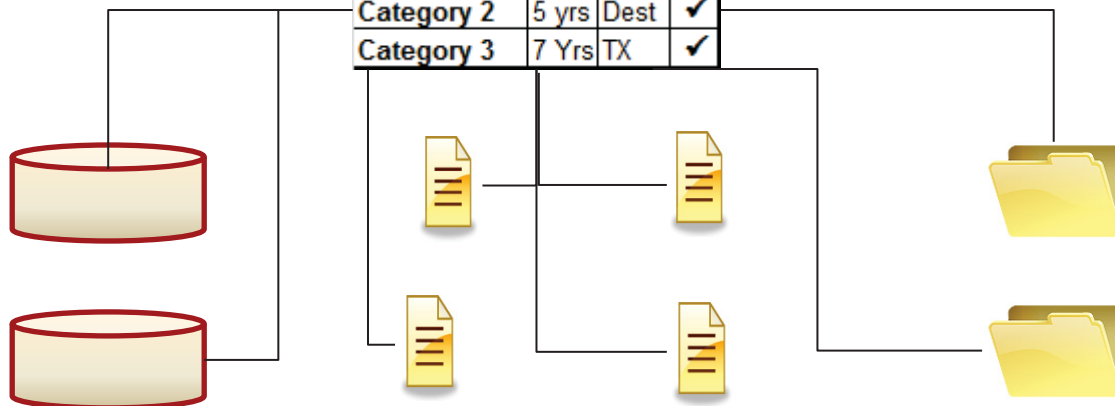 Category 2 5 yrs Dest ✓
Category 3 7 Yrs TX ✓